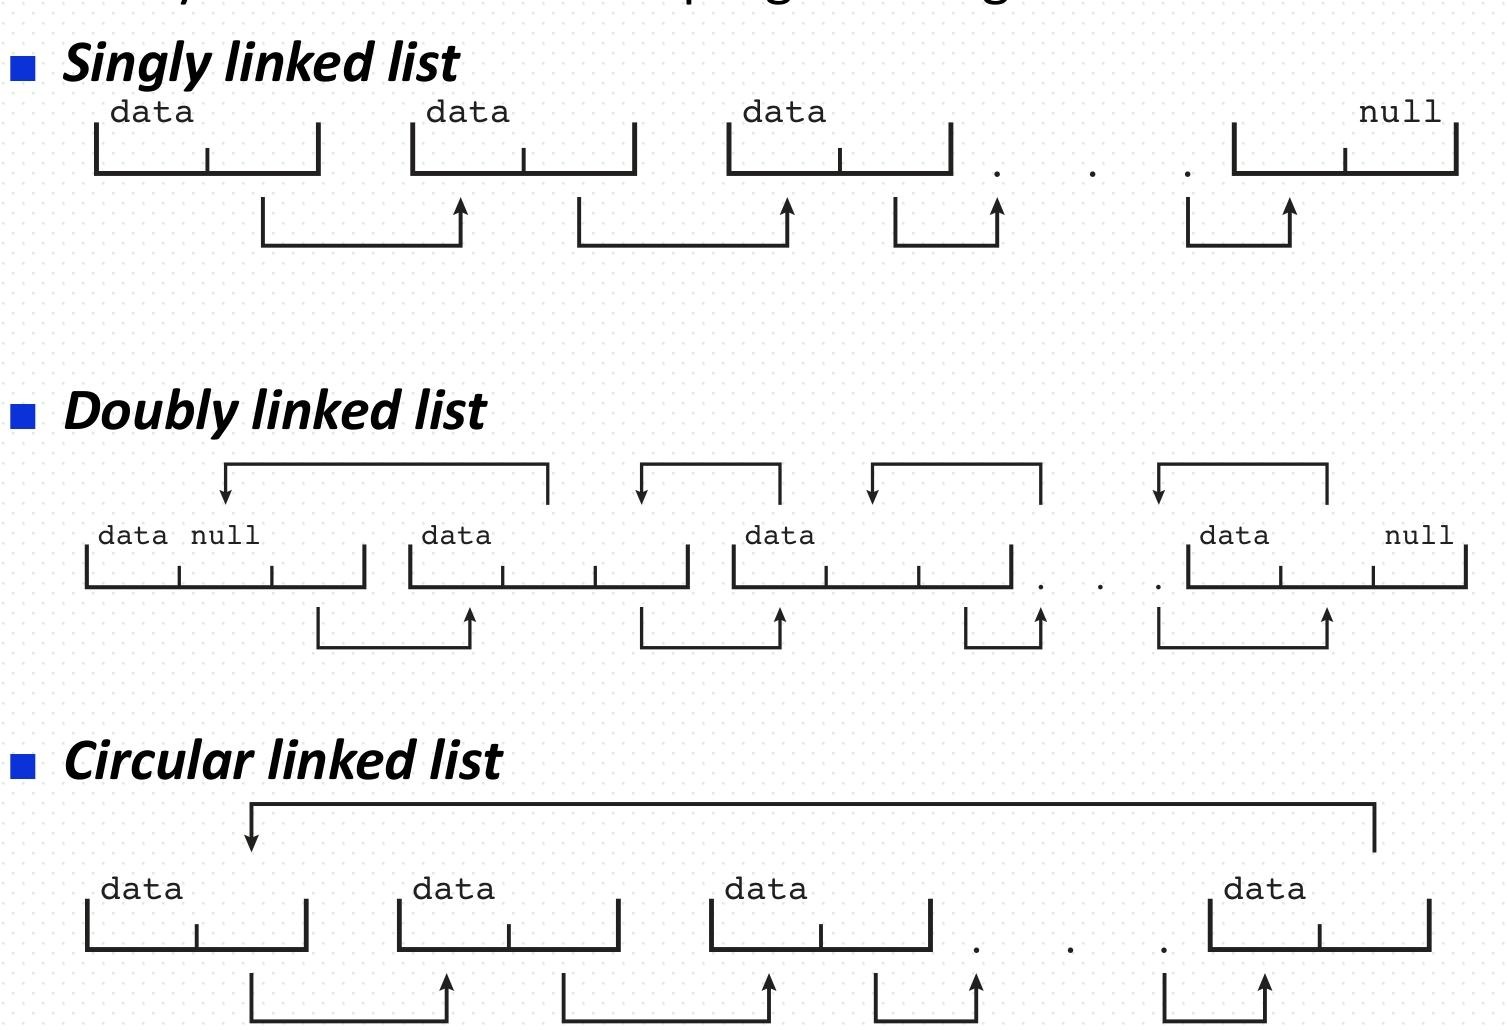 Singly linked list
data data data null
Doubly linked list
data null data data data null
Circular linked list
data data data data